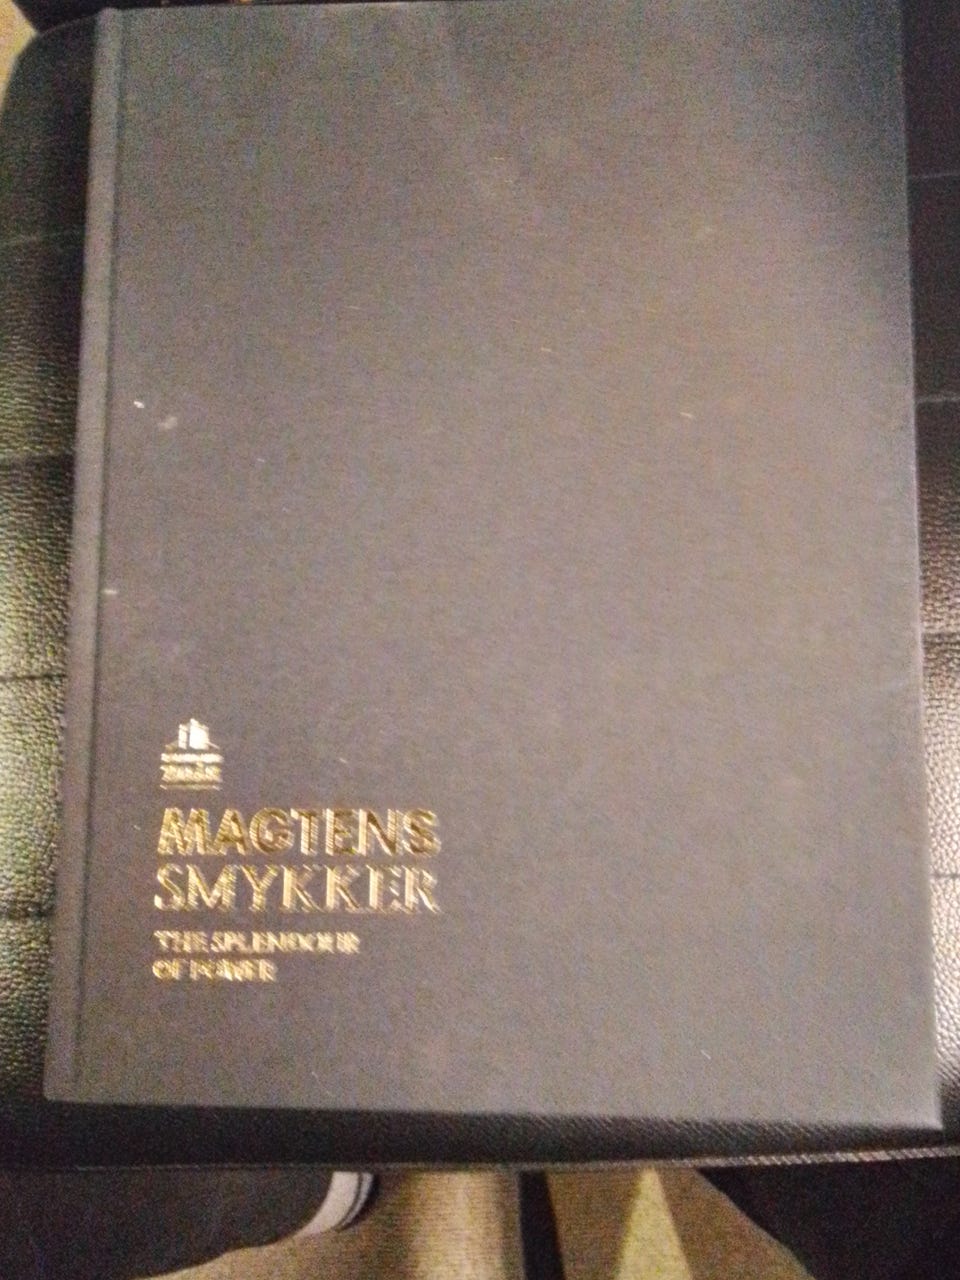 MAGTENS
SMYKKER
THE SPLENDOUR
OF POWER